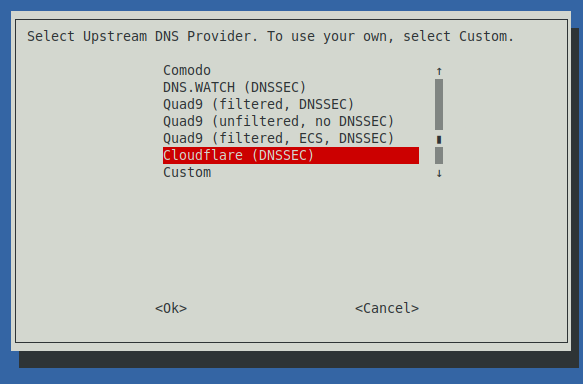 Select Upstream DNS Provider. To use your own, select Custom.
Comodo ↑
DNS.WATCH (DNSSEC)
Quad9 (filtered, DNSSEC)
Quad9 (unfiltered, no DNSSEC)
Quad9 (filtered, ECS, DNSSEC)
Cloudflare (DNSSEC)
Custom ↓
<Ok> <Cancel>